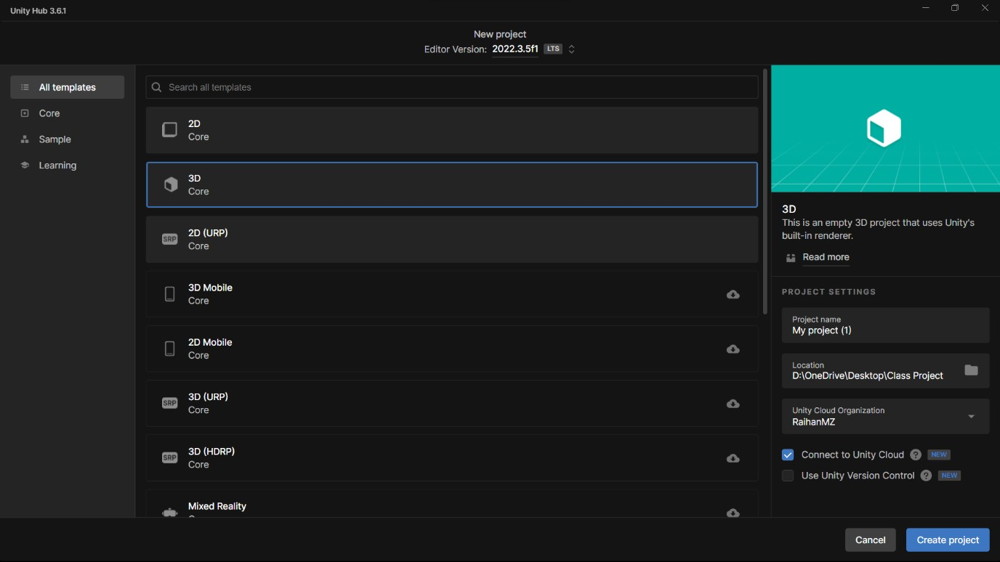 Unity Hub 3.6.1
New project
Editor Version: 2022.3.5f1 LTS
All templates
Core
Sample
Learning
Search all templates
2D
Core
3D
Core
SRP
2D (URP)
Core
3D Mobile
Core
2D Mobile
Core
SRP
3D (URP)
Core
SRP
3D (HDRP)
Core
Mixed Reality
3D
This is an empty 3D project that uses Unity's
built-in renderer.
Read more
PROJECT SETTINGS
Project name
My project (1)
Location
D:\OneDrive\Desktop\Class Project
Unity Cloud Organization
RaihanMZ
Connect to Unity Cloud ? NEW
Use Unity Version Control ? NEW
Cancel
Create project